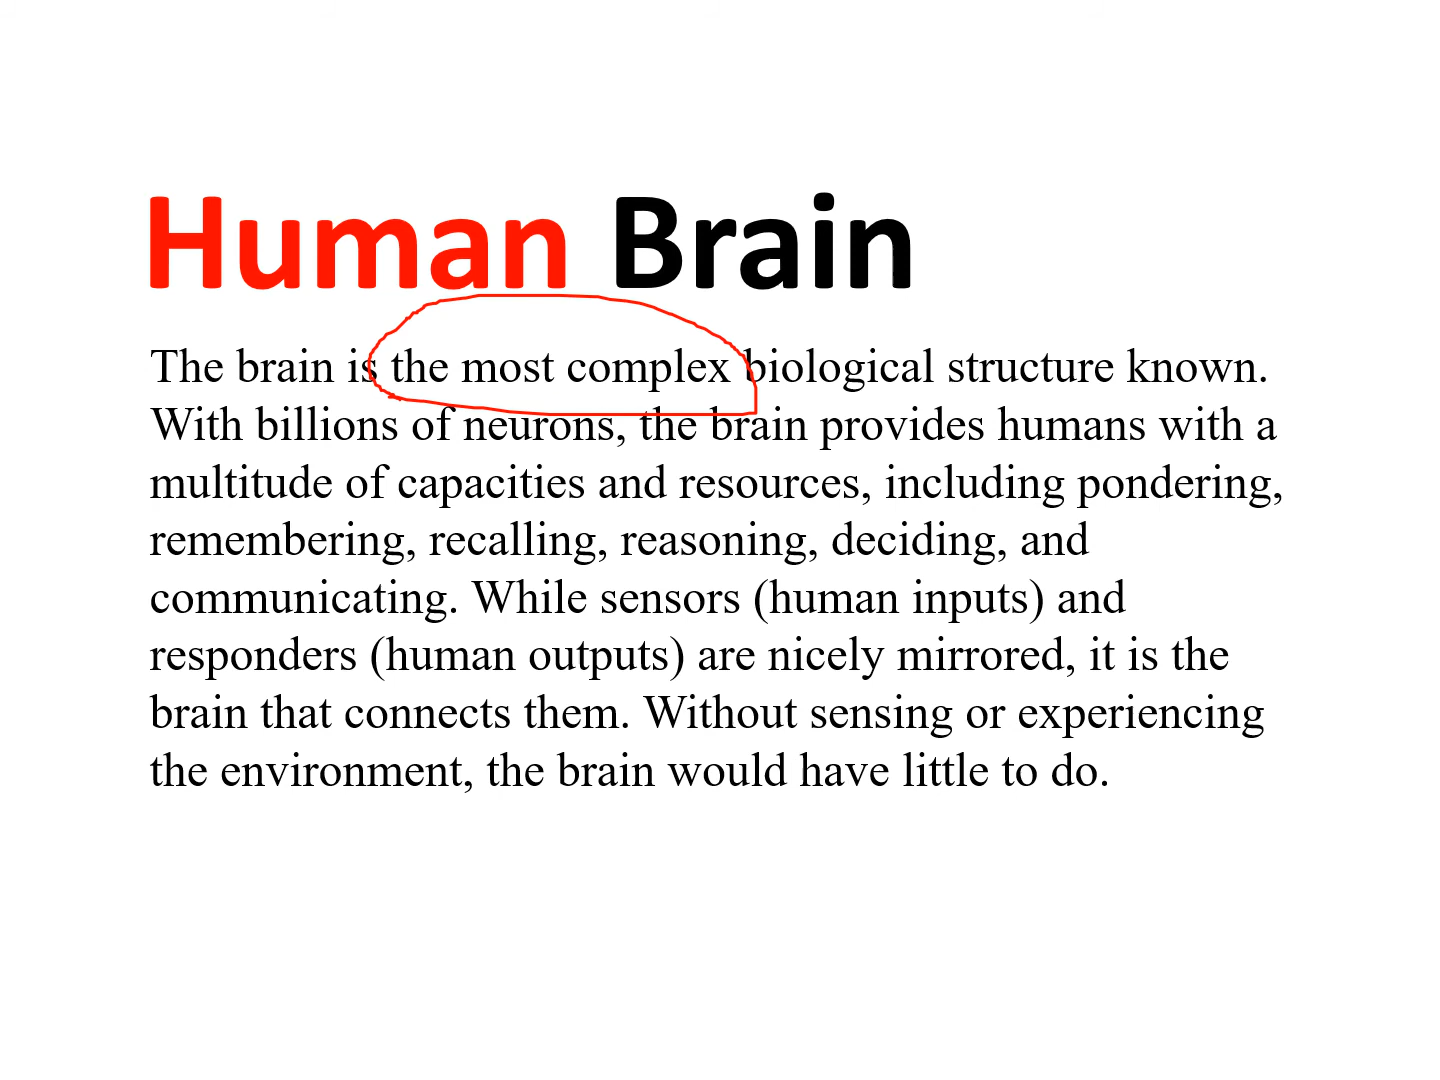 Human Brain
The brain is the most complex biological structure known.
With billions of neurons, the brain provides humans with a
multitude of capacities and resources, including pondering,
remembering, recalling, reasoning, deciding, and
communicating. While sensors (human inputs) and
responders (human outputs) are nicely mirrored, it is the
brain that connects them. Without sensing or experiencing
the environment, the brain would have little to do.